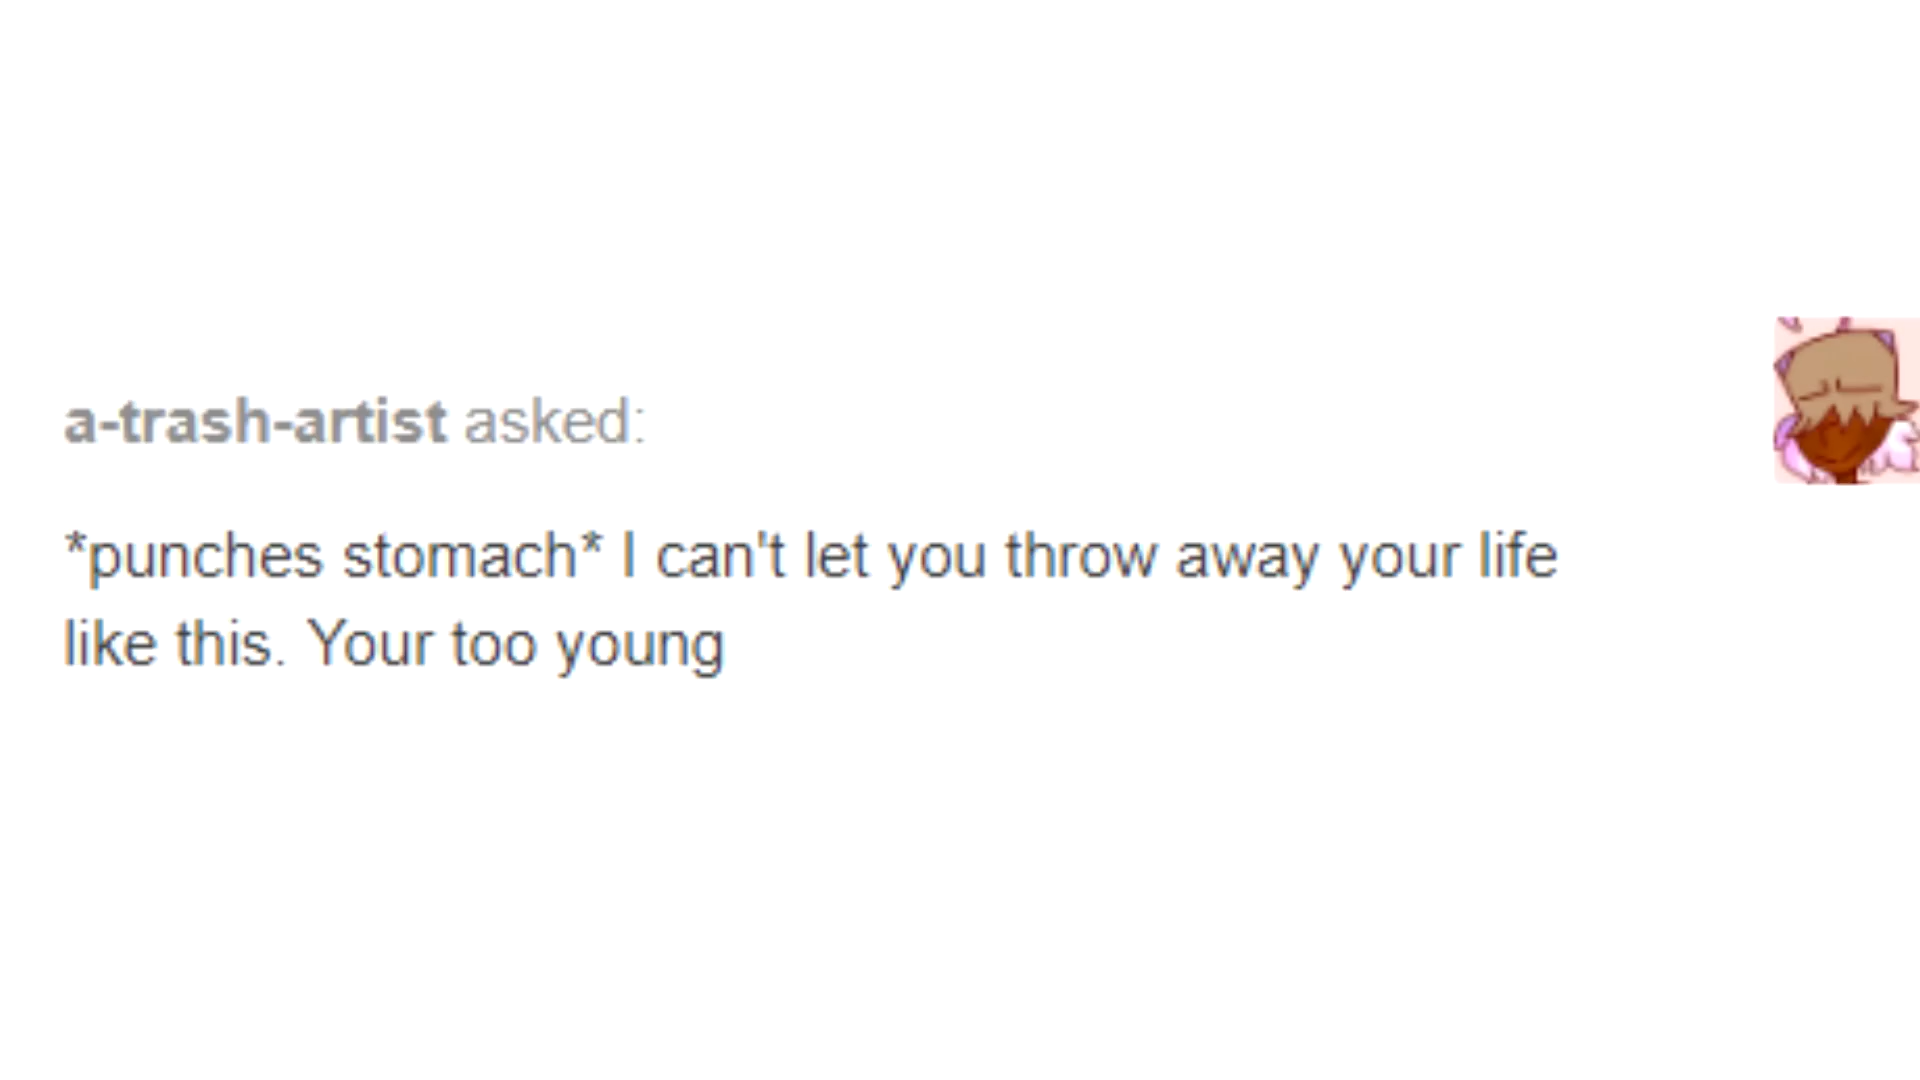 a-trash-artist asked:
*punches stomach* I can't let you throw away your life
like this. Your too young